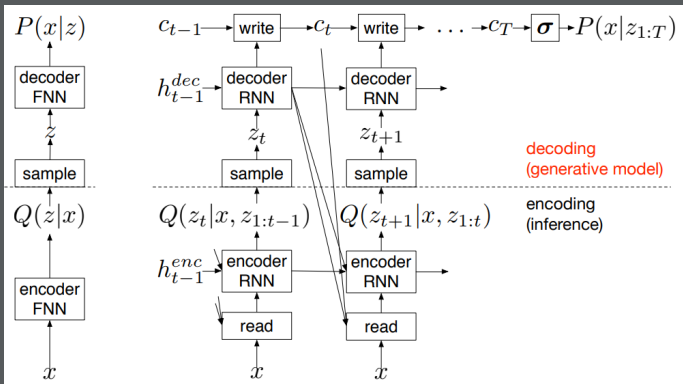 P(x|z) c_{t-1} write c_t write ... c_T σ P(x|z_{1:T})
decoder FNN h_{t-1}^{dec} decoder RNN decoder RNN
z z_t z_{t+1}
decoding
(generative model)
sample sample sample
Q(z|x) Q(z_t|x, z_{1:t-1}) Q(z_{t+1}|x, z_{1:t})
encoding
(inference)
encoder FNN h_{t-1}^{enc} encoder RNN encoder RNN
read read
x x x